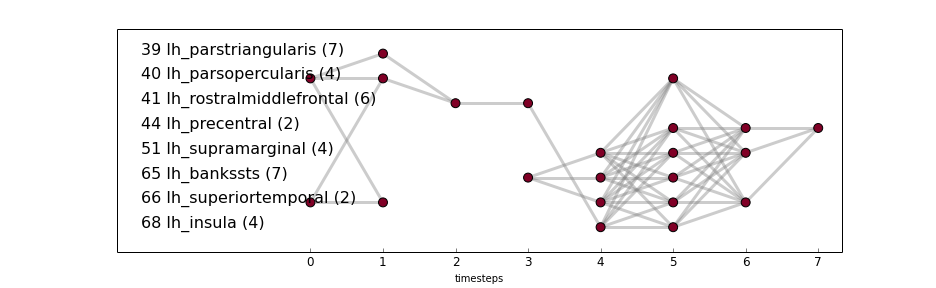 39 lh_parstriangularis (7)
40 lh_parsopercularis (4)
41 lh_rostralmiddlefrontal (6)
44 lh_precentral (2)
51 lh_supramarginal (4)
65 lh_bankssts (7)
66 lh_superiortemporal (2)
68 lh_insula (4)
0 1 2 3 4 5 6 7
timesteps